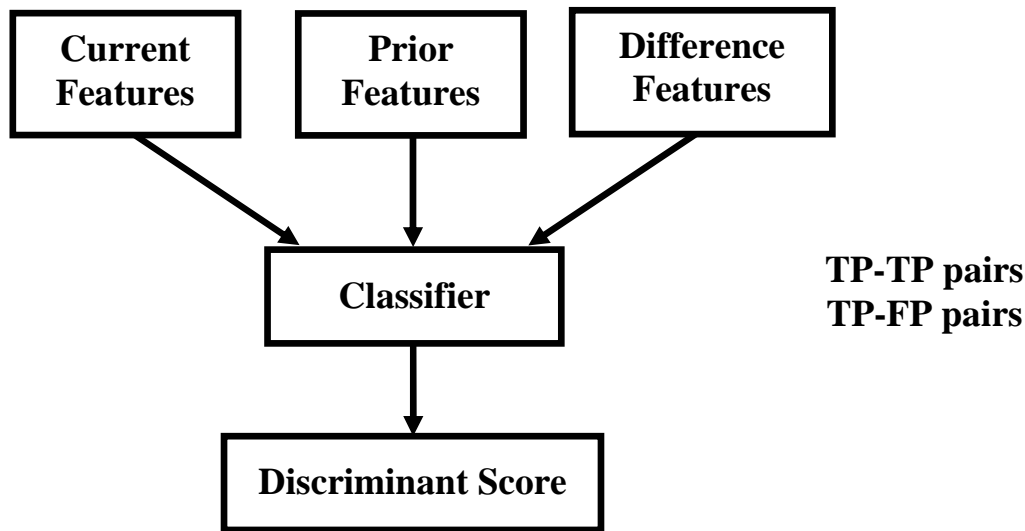 Current
Features
Prior
Features
Difference
Features
Classifier
TP-TP pairs
TP-FP pairs
Discriminant Score